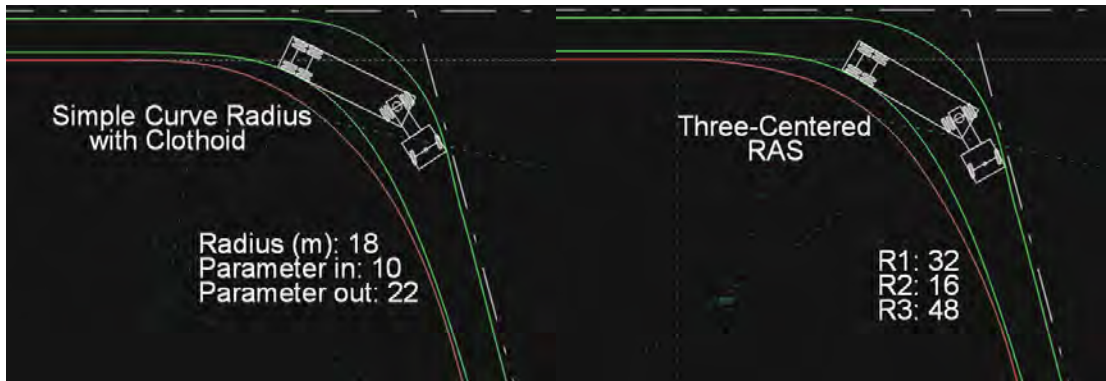 Simple Curve Radius
with Clothoid
Radius (m): 18
Parameter in: 10
Parameter out: 22
Three-Centered
RAS
R1: 32
R2: 16
R3: 48